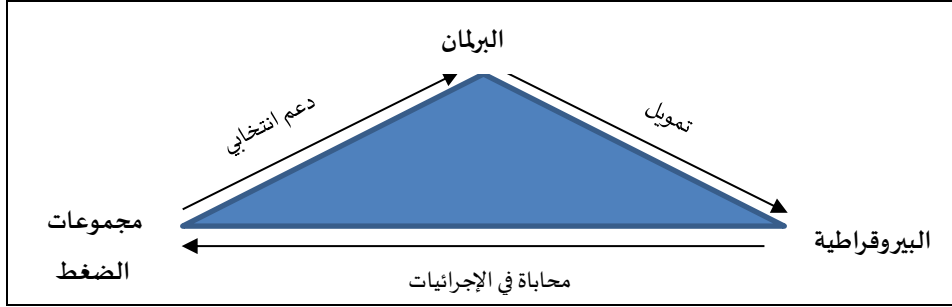 البرلمان
دعم انتخابي
تمويل
مجموعات
الضغط
البيروقراطية
محاباة في الإجرائيات